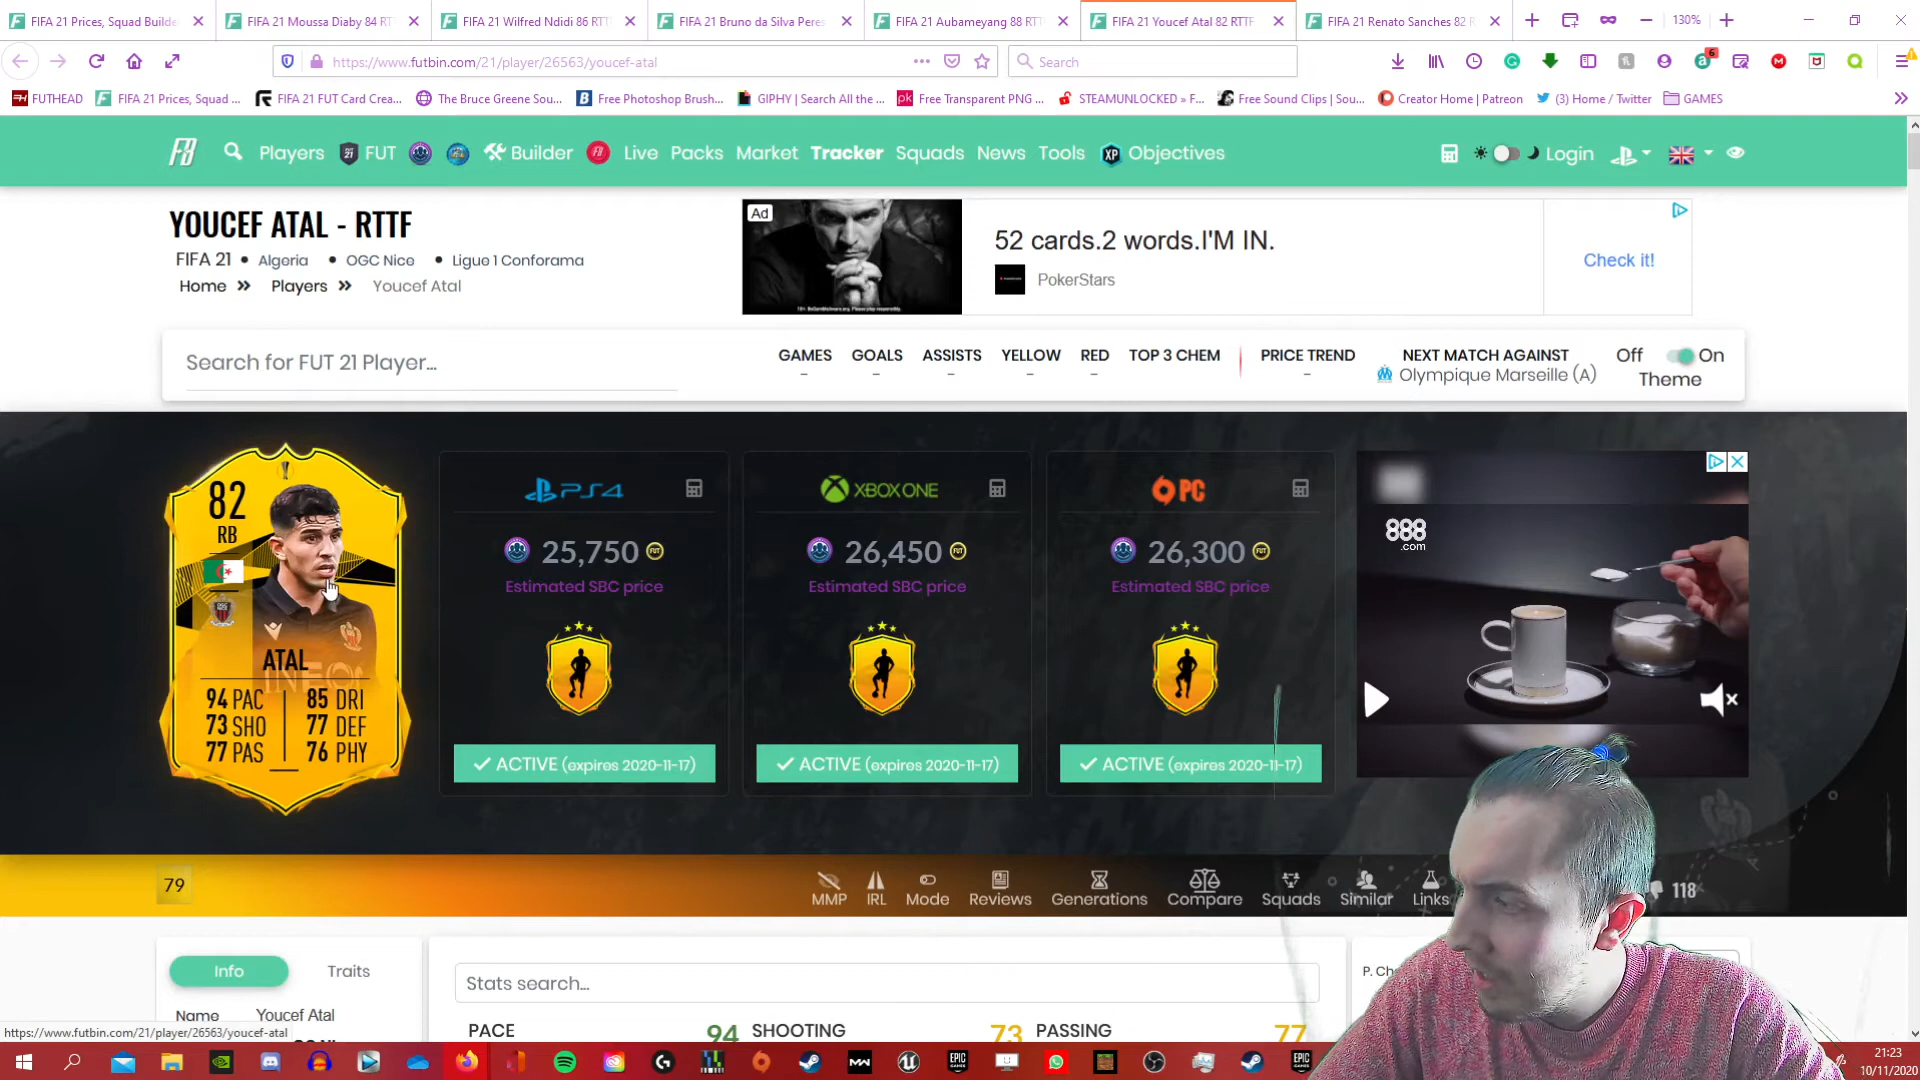 FIFA 21 Prices, Squad Builde
FIFA 21 Moussa Diaby 84 RT
FIFA 21 Wilfred Ndidi 86 RTT
FIFA 21 Bruno da Silva Peres
FIFA 21 Aubameyang 88 RTT
FIFA 21 Youcef Atal 82 RTTF
FIFA 21 Renato Sanches 82 R
130%
https://www.futbin.com/21/player/26563/youcef-atal
Search
6
FUTHEAD
FIFA 21 Prices, Squad ...
FIFA 21 FUT Card Crea...
The Bruce Greene Sou...
Free Photoshop Brush...
GIPHY | Search All the ...
Free Transparent PNG ...
STEAMUNLOCKED » F...
Free Sound Clips | Sou...
Creator Home | Patreon
(3) Home / Twitter
GAMES
Players FUT Builder Live Packs Market Tracker Squads News Tools XP Objectives
Login
YOUCEF ATAL - RTTF
FIFA 21 • Algeria • OGC Nice • Ligue 1 Conforama
Home » Players » Youcef Atal
Ad
52 cards.2 words.I'M IN.
PokerStars
Check it!
Search for FUT 21 Player...
GAMES GOALS ASSISTS YELLOW RED TOP 3 CHEM PRICE TREND
- - - - - - -
NEXT MATCH AGAINST
Olympique Marseille (A)
Off On
Theme
82
RB
ATAL
94 PAC 85 DRI
73 SHO 77 DEF
77 PAS 76 PHY
PS4
25,750
Estimated SBC price
ACTIVE (expires 2020-11-17)
XBOX ONE
26,450
Estimated SBC price
ACTIVE (expires 2020-11-17)
PC
26,300
Estimated SBC price
ACTIVE (expires 2020-11-17)
888
.com
79
MMP IRL Mode Reviews Generations Compare Squads Similar Links
118
Info Traits
Name Youcef Atal
Stats search...
P. Ch
PACE 94 SHOOTING 73 PASSING 77
https://www.futbin.com/21/player/26563/youcef-atal
21:23
10/11/2020